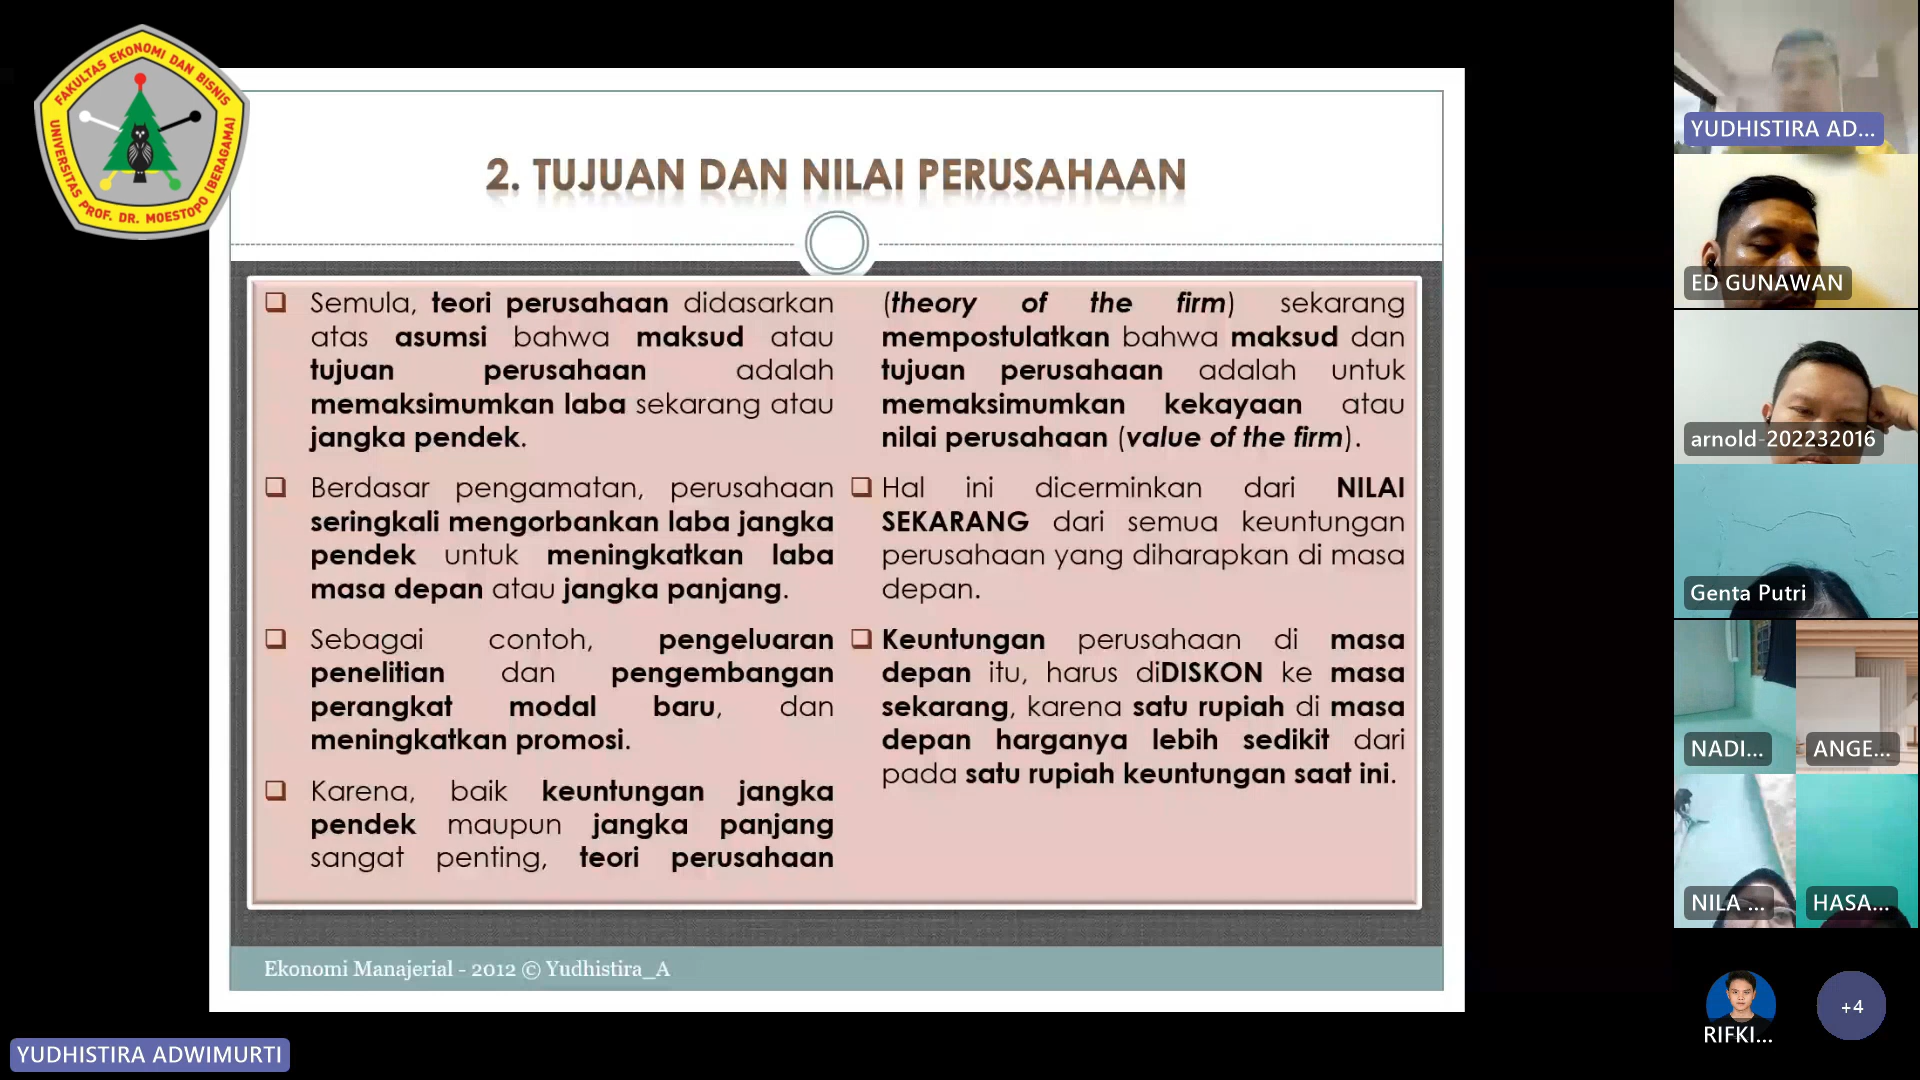 FAKULTAS EKONOMI DAN BISNIS
UNIVERSITAS PROF. DR. MOESTOPO (BERAGAMA)
2. TUJUAN DAN NILAI PERUSAHAAN
❑ Semula, teori perusahaan didasarkan
atas asumsi bahwa maksud atau
tujuan perusahaan adalah
memaksimumkan laba sekarang atau
jangka pendek.
❑ Berdasar pengamatan, perusahaan
seringkali mengorbankan laba jangka
pendek untuk meningkatkan laba
masa depan atau jangka panjang.
❑ Sebagai contoh, pengeluaran
penelitian dan pengembangan
perangkat modal baru, dan
meningkatkan promosi.
❑ Karena, baik keuntungan jangka
pendek maupun jangka panjang
sangat penting, teori perusahaan
(theory of the firm) sekarang
mempostulatkan bahwa maksud dan
tujuan perusahaan adalah untuk
memaksimumkan kekayaan atau
nilai perusahaan (value of the firm).
❑ Hal ini dicerminkan dari NILAI
SEKARANG dari semua keuntungan
perusahaan yang diharapkan di masa
depan.
❑ Keuntungan perusahaan di masa
depan itu, harus diDISKON ke masa
sekarang, karena satu rupiah di masa
depan harganya lebih sedikit dari
pada satu rupiah keuntungan saat ini.
Ekonomi Manajerial - 2012 © Yudhistira_A
YUDHISTIRA ADWIMURTI
YUDHISTIRA AD...
ED GUNAWAN
arnold-202232016
Genta Putri
NADI...
ANGE...
NILA ...
HASA...
RIFKI...
+4